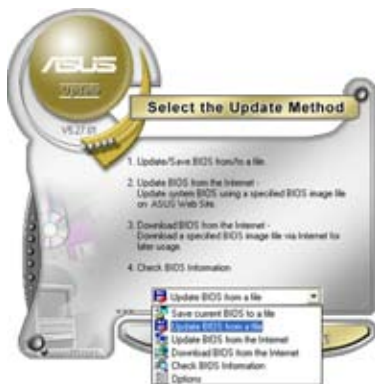 ASUS
Update
V5.27.01
Select the Update Method
1. Update/Save BIOS from/to a file.
2. Update BIOS from the Internet -
Update system BIOS using a specified BIOS image file
on ASUS Web Site.
3. Download BIOS from the Internet -
Download a specified BIOS image file via Internet for
later usage.
4. Check BIOS Information
Update BIOS from a file
Save current BIOS to a file
Update BIOS from a file
Update BIOS from the Internet
Download BIOS from the Internet
Check BIOS Information
Options